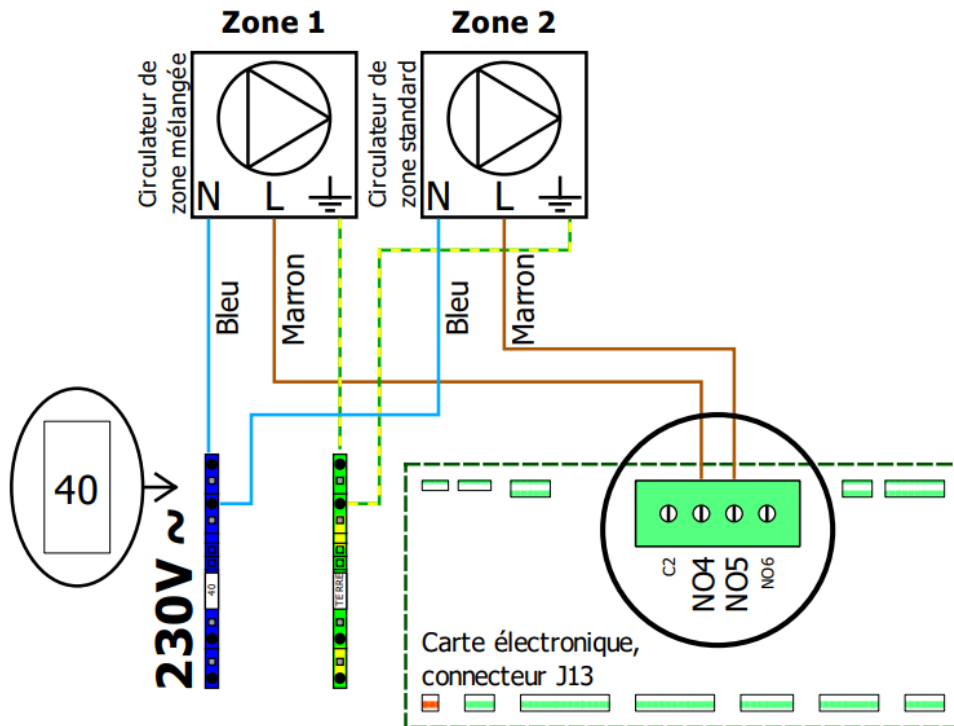 Zone 1
Zone 2
Circulateur de
zone mélangée
Circulateur de
zone standard
N
L
N
L
Bleu
Marron
Bleu
Marron
40
230V ~
40
TERRE
C2
NO4
NO5
NO6
Carte électronique,
connecteur J13